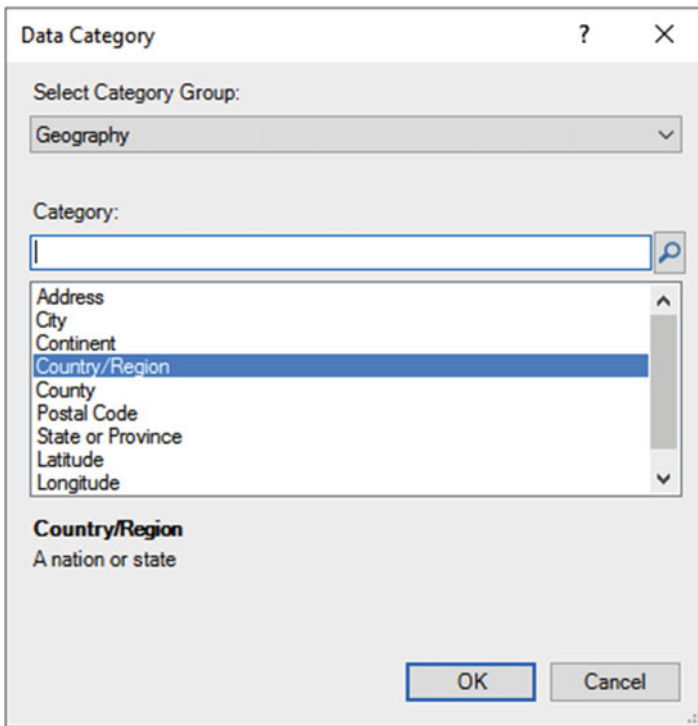 Data Category ?
Select Category Group:
Geography
Category:
Address
City
Continent
Country/Region
County
Postal Code
State or Province
Latitude
Longitude
Country/Region
A nation or state
OK Cancel